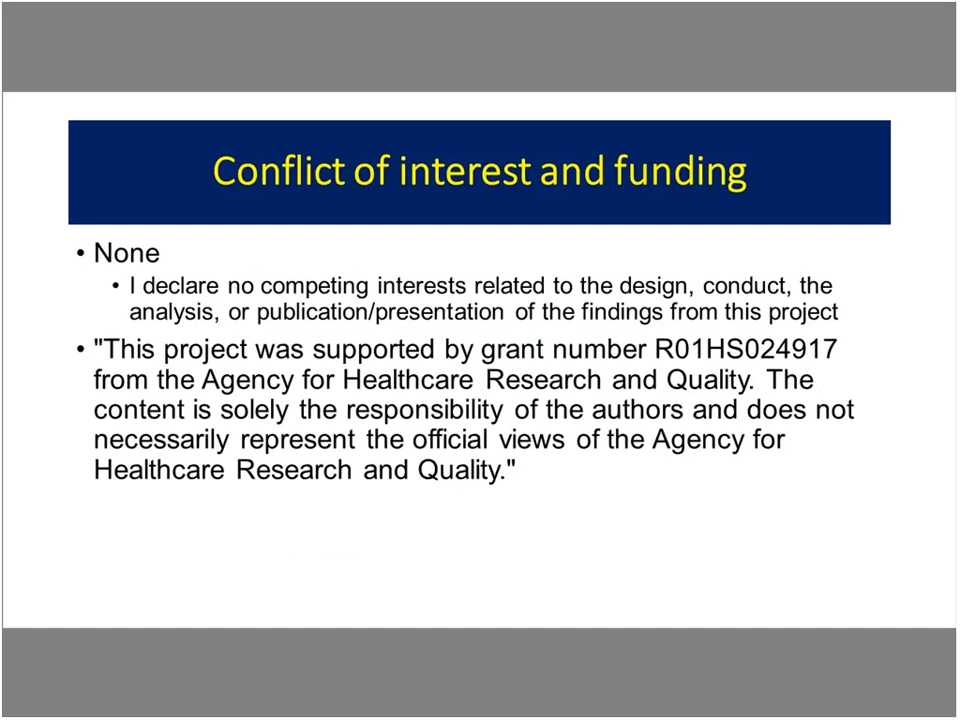 Conflict of interest and funding
• None
• I declare no competing interests related to the design, conduct, the
analysis, or publication/presentation of the findings from this project
• "This project was supported by grant number R01HS024917
from the Agency for Healthcare Research and Quality. The
content is solely the responsibility of the authors and does not
necessarily represent the official views of the Agency for
Healthcare Research and Quality."